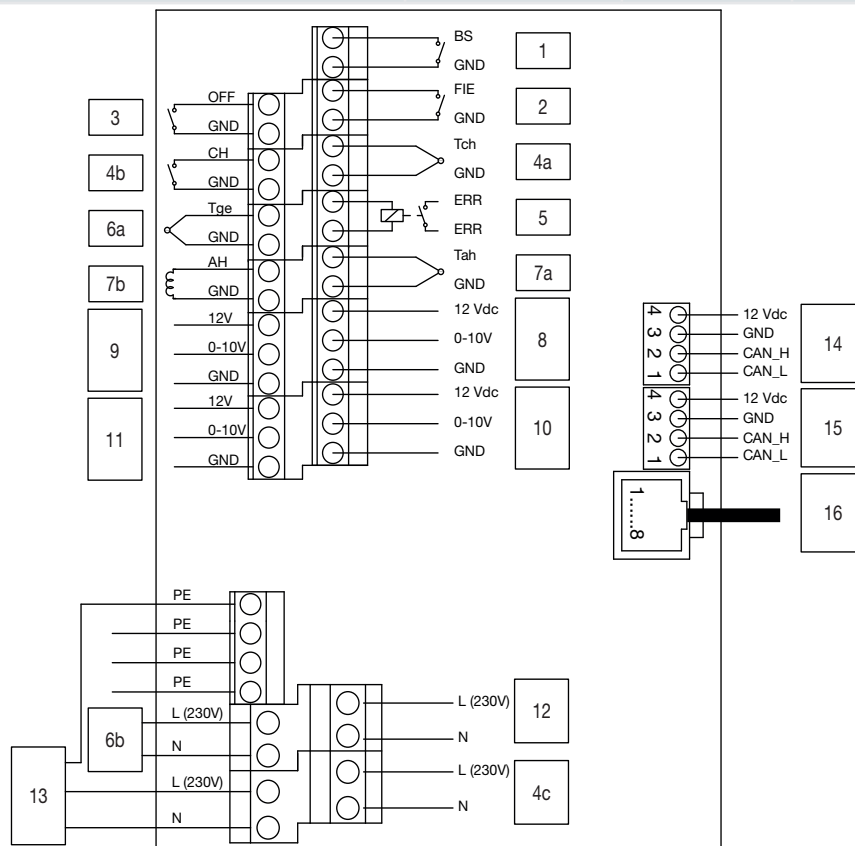 BS
GND
1
FIE
GND
2
Tch
GND
4a
ERR
ERR
5
Tah
GND
7a
12 Vdc
0-10V
GND
8
12 Vdc
0-10V
GND
10
3
OFF
GND
4b
CH
GND
6a
Tge
GND
7b
AH
GND
9
12V
0-10V
GND
11
12V
0-10V
GND
4 12 Vdc
3 GND
2 CAN_H
1 CAN_L
14
4 12 Vdc
3 GND
2 CAN_H
1 CAN_L
15
1......8
16
PE
PE
PE
PE
6b
L (230V)
N
13
L (230V)
N
L (230V)
N
12
L (230V)
N
4c